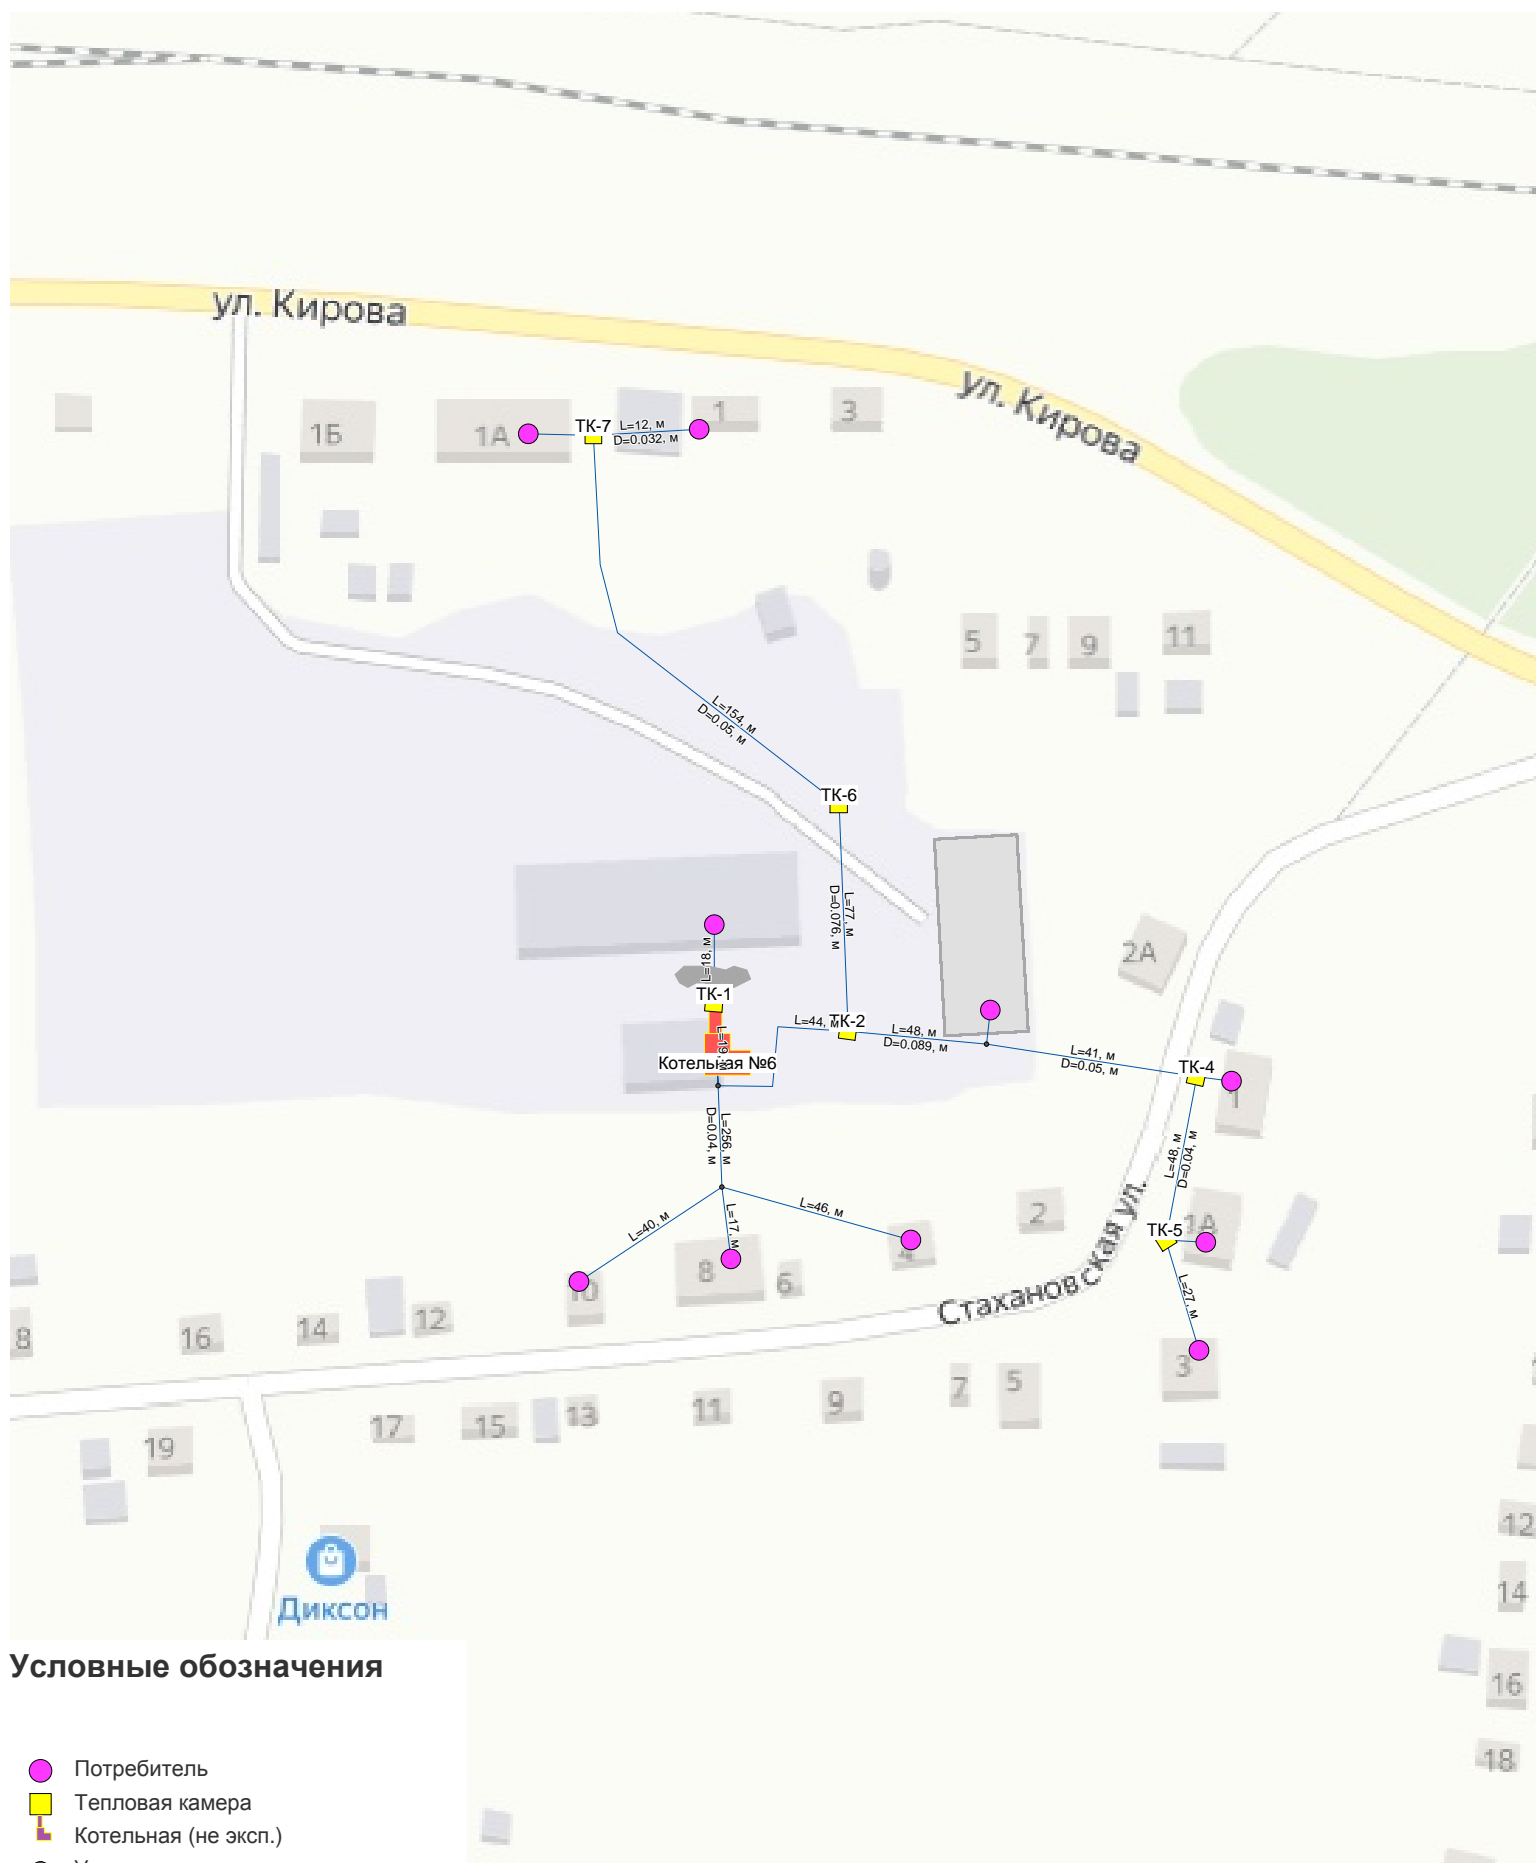 ул. Кирова
ул. Кирова
1Б
1А
ТК-7
L=12, м
D=0.032, м
1
3
5
7
9
11
L=154, м
D=0.05, м
ТК-6
L=77, м
D=0.076, м
2А
L=18, м
ТК-1
L=19, м
Котельная №6
L=44, м
ТК-2
L=48, м
D=0.089, м
L=41, м
D=0.05, м
ТК-4
1
L=256, м
D=0.04, м
L=48, м
D=0.04, м
L=40, м
L=17, м
L=46, м
ТК-5
1А
2
4
8
6
10
L=27, м
Стахановская ул.
8
16
14
12
3
19
17
15
13
11
9
7
5
12
14
16
18
Диксон
Условные обозначения
Потребитель
Тепловая камера
Котельная (не эксп.)